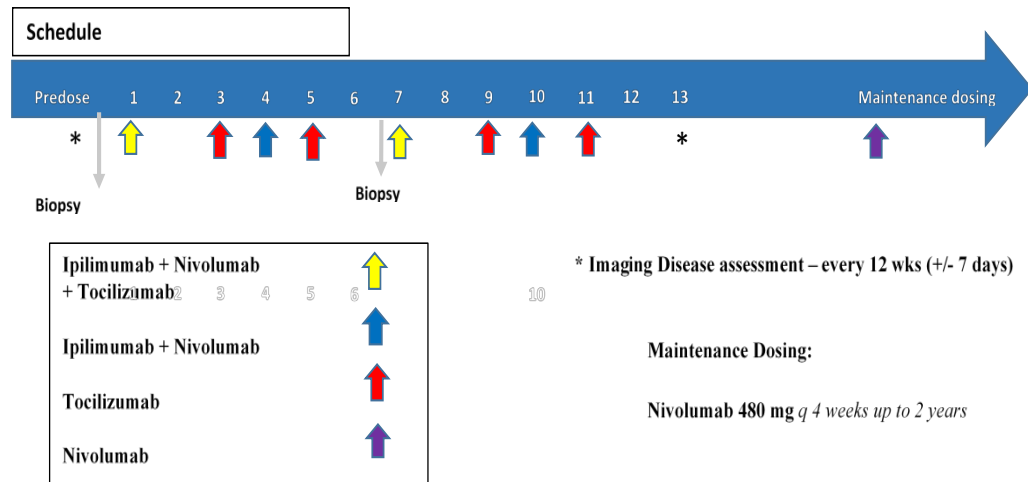 Schedule
Predose 1 2 3 4 5 6 7 8 9 10 11 12 13 Maintenance dosing
* *
Biopsy
Biopsy
Ipilimumab + Nivolumab
+ Tocilizumab
2 3 4 5 6 10
Ipilimumab + Nivolumab
Tocilizumab
Nivolumab
* Imaging Disease assessment – every 12 wks (+/- 7 days)
Maintenance Dosing:
Nivolumab 480 mg q 4 weeks up to 2 years